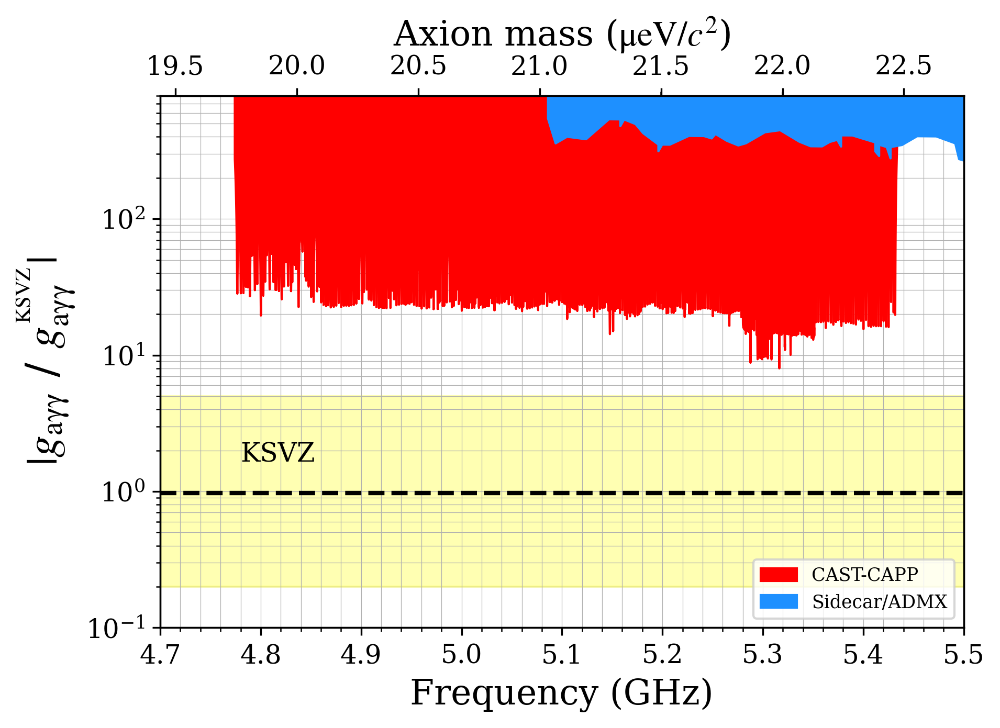 Axion mass (μeV/c²)
19.5 20.0 20.5 21.0 21.5 22.0 22.5
10²
10¹
10⁰
10⁻¹
|gₐᵧᵧ / gₐᵧᵧᴷˢⱽᶻ|
KSVZ
CAST-CAPP
Sidecar/ADMX
4.7 4.8 4.9 5.0 5.1 5.2 5.3 5.4 5.5
Frequency (GHz)